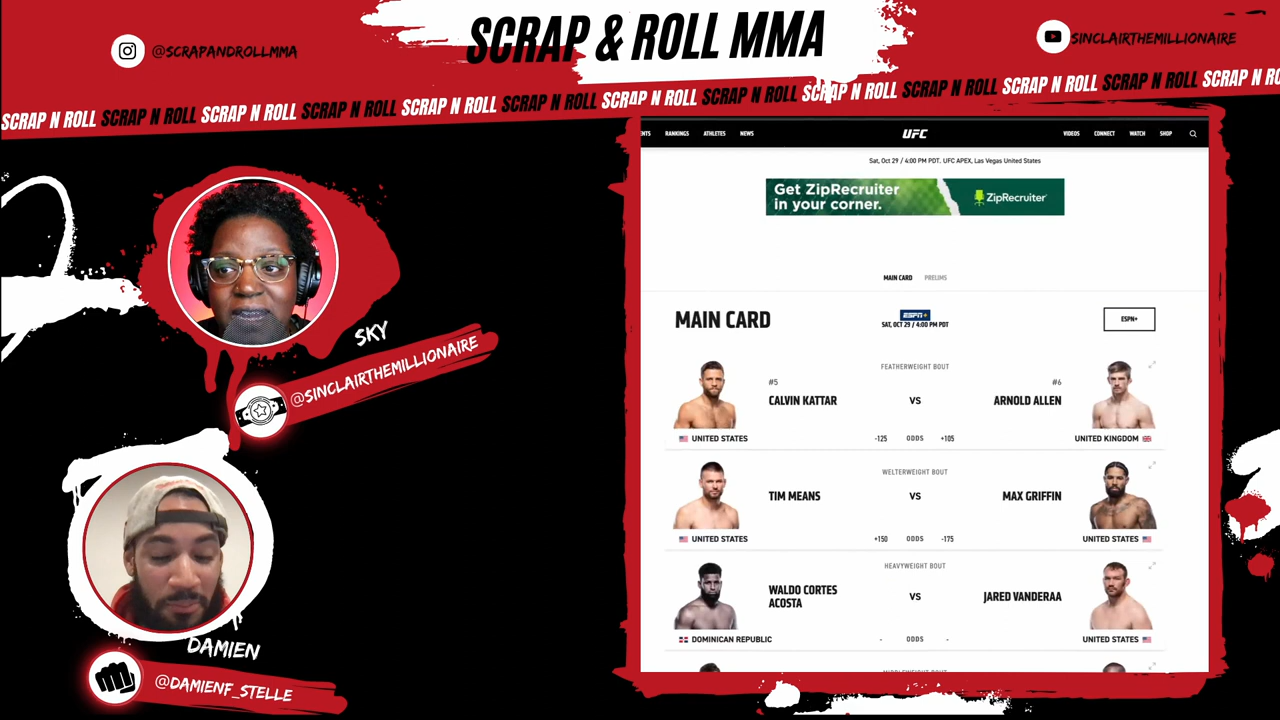 SCRAP & ROLL MMA
@SCRAPANDROLLMMA
SINCLAIRTHEMILLIONAIRE
SCRAP N ROLL SCRAP N ROLL SCRAP N ROLL SCRAP N ROLL SCRAP N ROLL SCRAP N ROLL SCRAP N ROLL SCRAP N ROLL SCRAP N ROLL SCRAP N ROLL SCRAP N ROLL SCRAP N ROLL SCRAP N RO
SKY
@SINCLAIRTHEMILLIONAIRE
DAMIEN
@DAMIENF_STELLE
NTS RANKINGS ATHLETES NEWS UFC VIDEOS CONNECT WATCH SHOP
Sat, Oct 29 / 4:00 PM PDT. UFC APEX, Las Vegas United States
Get ZipRecruiter
in your corner.
ZipRecruiter
MAIN CARD PRELIMS
MAIN CARD
ESPN+
SAT, OCT 29 / 4:00 PM PDT
ESPN+
FEATHERWEIGHT BOUT
#5 #6
CALVIN KATTAR VS ARNOLD ALLEN
UNITED STATES -125 ODDS +105 UNITED KINGDOM
WELTERWEIGHT BOUT
TIM MEANS VS MAX GRIFFIN
UNITED STATES +150 ODDS -175 UNITED STATES
HEAVYWEIGHT BOUT
WALDO CORTES
ACOSTA VS JARED VANDERAA
DOMINICAN REPUBLIC - ODDS - UNITED STATES